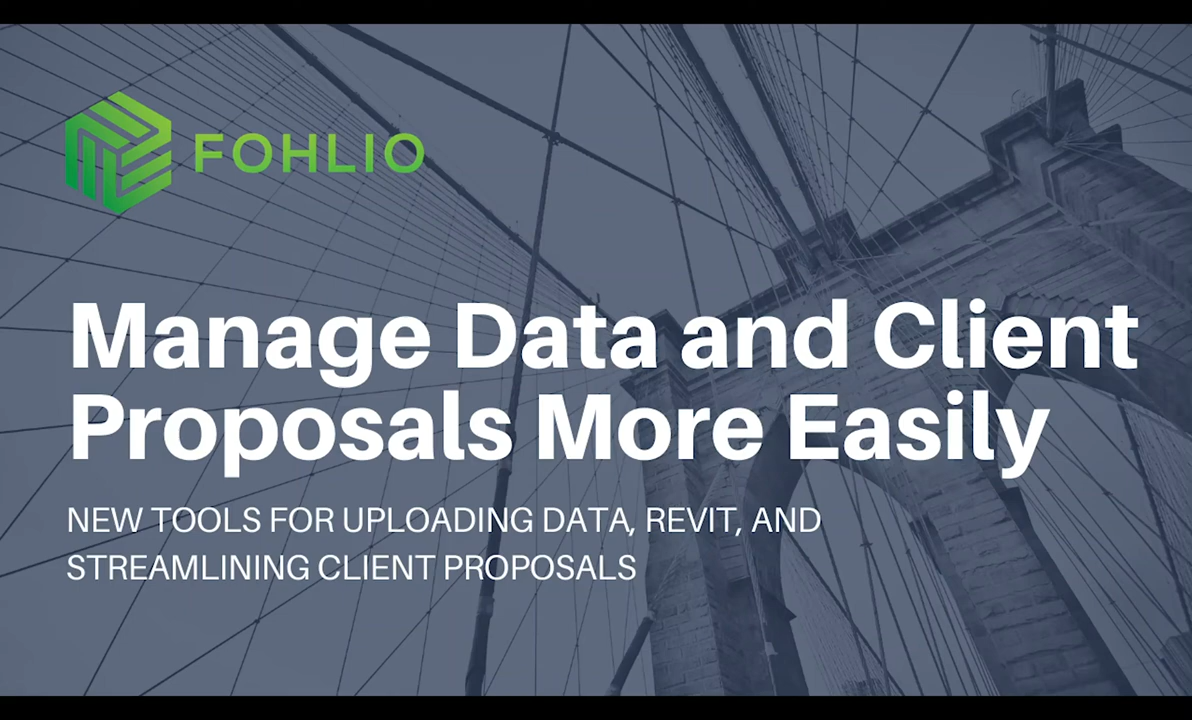 FOHLIO
Manage Data and Client
Proposals More Easily
NEW TOOLS FOR UPLOADING DATA, REVIT, AND
STREAMLINING CLIENT PROPOSALS